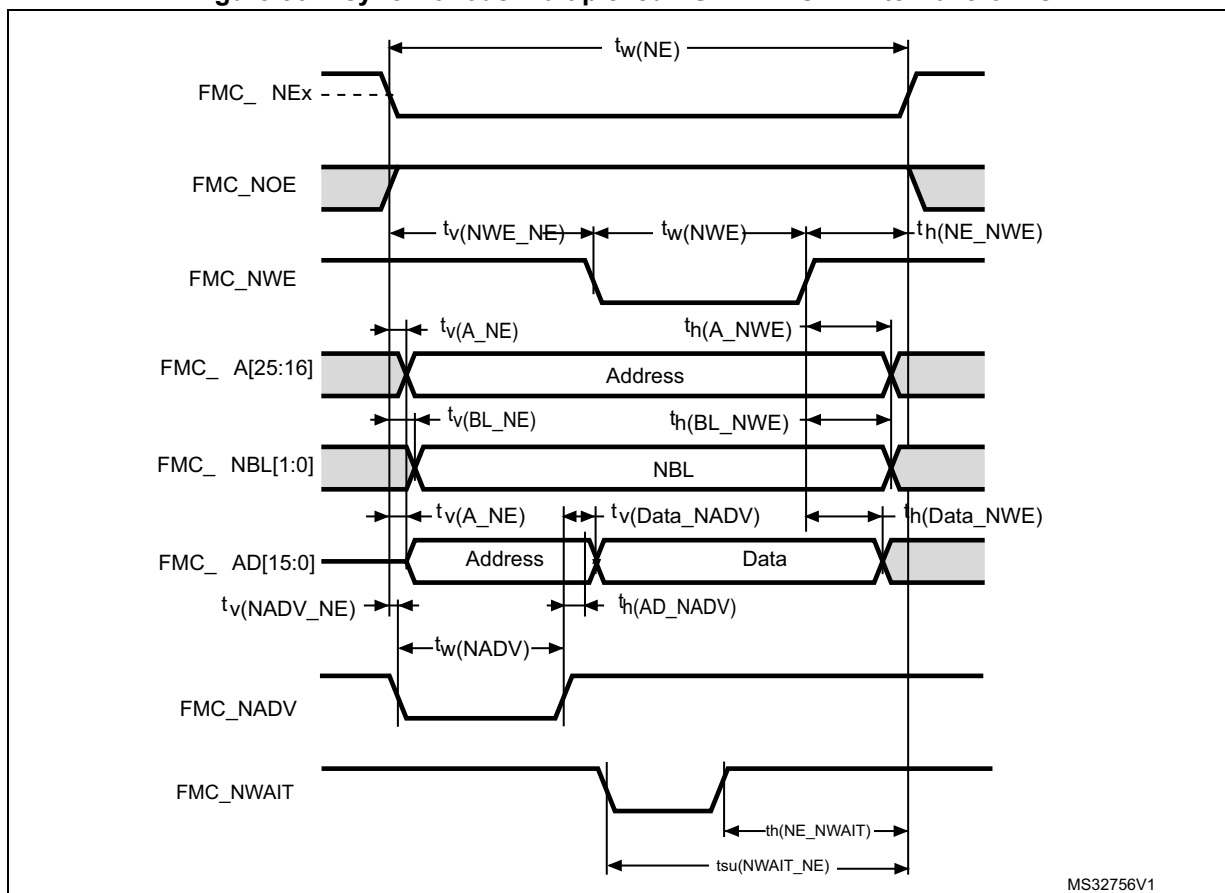 tw(NE)
FMC_ NEx
FMC_NOE
tv(NWE_NE)
tw(NWE)
th(NE_NWE)
FMC_NWE
tv(A_NE)
th(A_NWE)
FMC_ A[25:16]
Address
tv(BL_NE)
th(BL_NWE)
FMC_ NBL[1:0]
NBL
tv(A_NE)
tv(Data_NADV)
th(Data_NWE)
FMC_ AD[15:0]
Address
Data
tv(NADV_NE)
th(AD_NADV)
tw(NADV)
FMC_NADV
FMC_NWAIT
th(NE_NWAIT)
tsu(NWAIT_NE)
MS32756V1